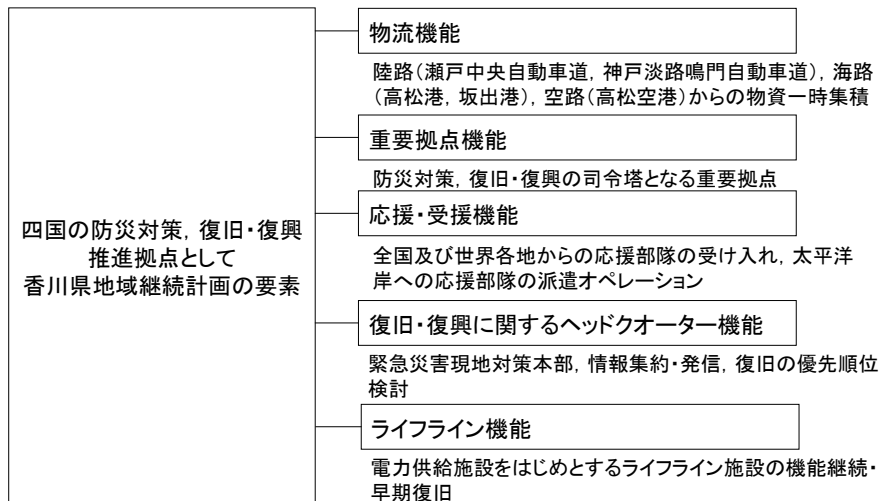 四国の防災対策，復旧・復興
推進拠点として
香川県地域継続計画の要素
物流機能
陸路（瀬戸中央自動車道，神戸淡路鳴門自動車道），海路
（高松港，坂出港），空路（高松空港）からの物資一時集積
重要拠点機能
防災対策，復旧・復興の司令塔となる重要拠点
応援・受援機能
全国及び世界各地からの応援部隊の受け入れ，太平洋
岸への応援部隊の派遣オペレーション
復旧・復興に関するヘッドクオーター機能
緊急災害現地対策本部，情報集約・発信，復旧の優先順位
検討
ライフライン機能
電力供給施設をはじめとするライフライン施設の機能継続・
早期復旧